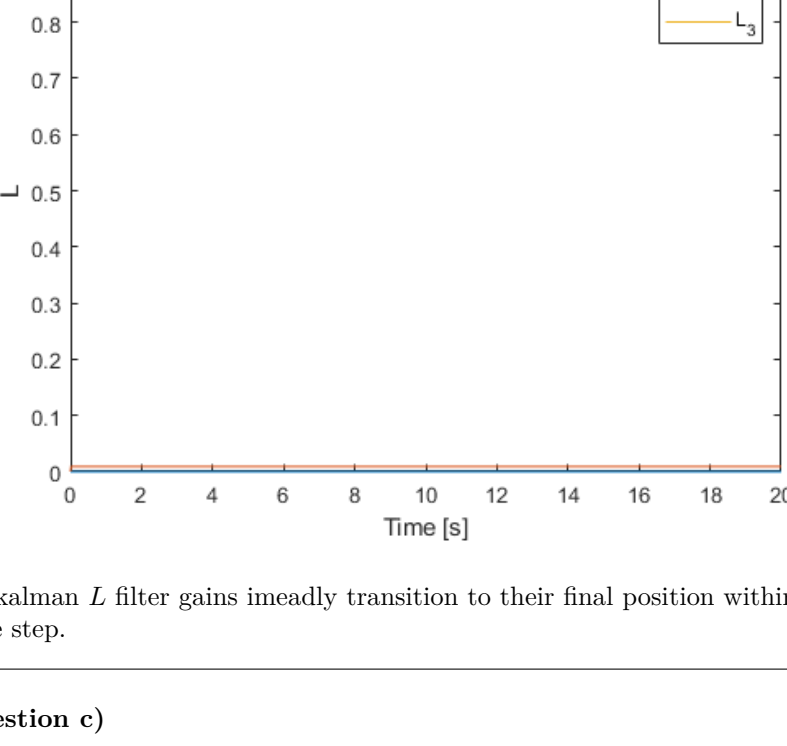 0.8
L3
0.7
0.6
L 0.5
0.4
0.3
0.2
0.1
0
0 2 4 6 8 10 12 14 16 18 20
Time [s]
kalman L filter gains imeadly transition to their final position within
e step.
estion c)